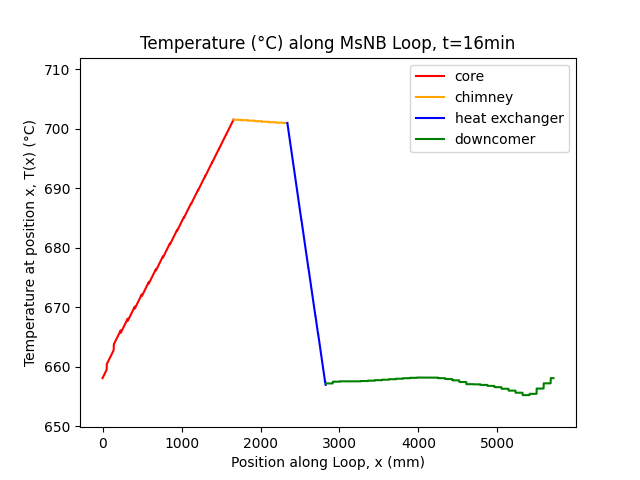 Temperature (°C) along MsNB Loop, t=16min
710
700
690
680
670
660
650
Temperature at position x, T(x) (°C)
core
chimney
heat exchanger
downcomer
0
1000
2000
3000
4000
5000
Position along Loop, x (mm)